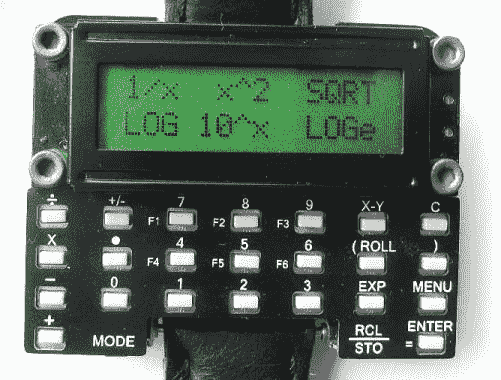 1/x x^2 SQRT
LOG 10^x LOGe
÷ +/- 7 8 9 X-Y C
F1 F2 F3
X • 4 5 6 (ROLL )
F4 F5 F6
− 0 1 2 3 EXP MENU
+ MODE RCL/STO = ENTER